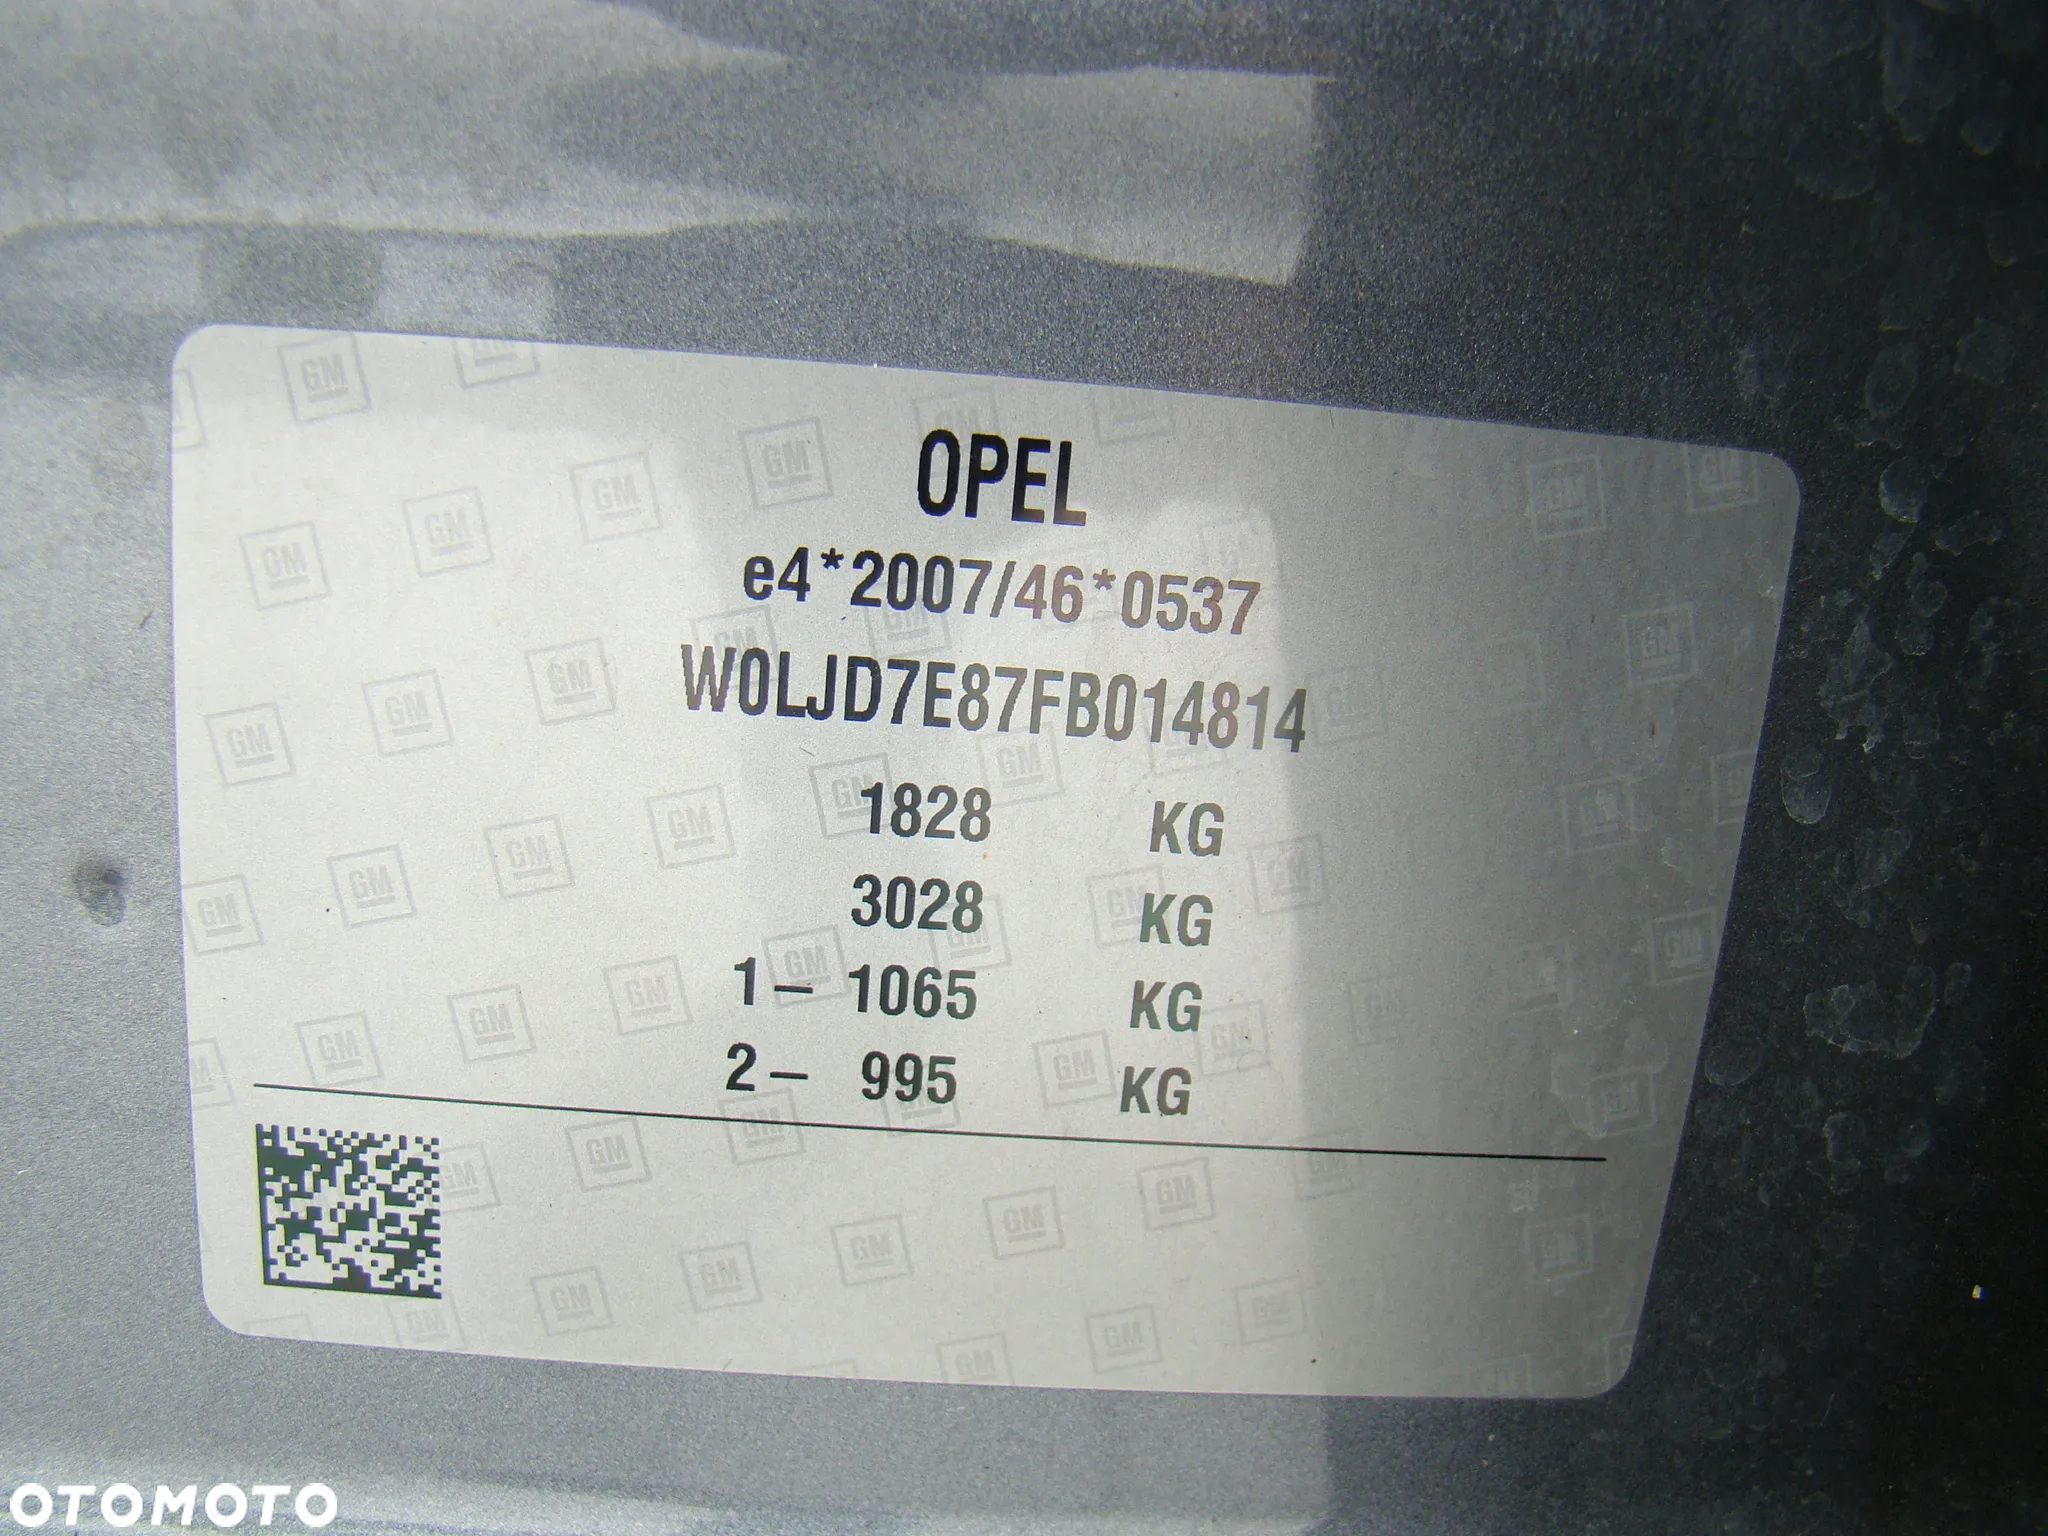 OPEL
e4*2007/46*0537
W0LJD7E87FB014814
1828 KG
3028 KG
1– 1065 KG
2– 995 KG
OTOMOTO